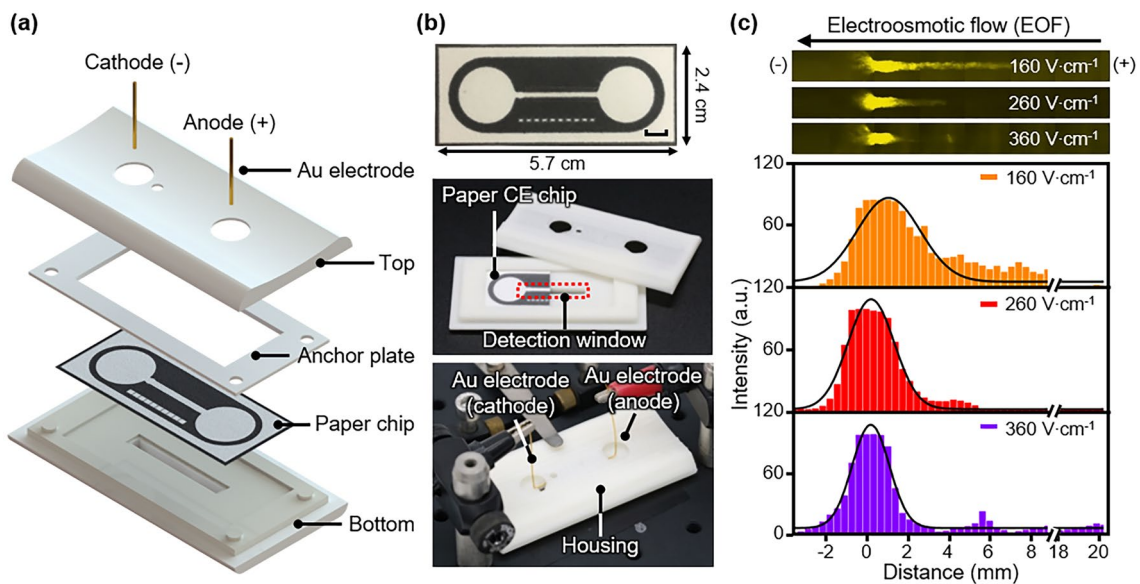 (a)
Cathode (-)
Anode (+)
Au electrode
Top
Anchor plate
Paper chip
Bottom
(b)
2.4 cm
5.7 cm
Paper CE chip
Detection window
Au electrode
(cathode)
Au electrode
(anode)
Housing
(c)
Electroosmotic flow (EOF)
(-)
(+)
160 V·cm⁻¹
260 V·cm⁻¹
360 V·cm⁻¹
Intensity (a.u.)
120
160 V·cm⁻¹
60
120
260 V·cm⁻¹
60
120
360 V·cm⁻¹
60
0
-2 0 2 4 6 8 18 20
Distance (mm)